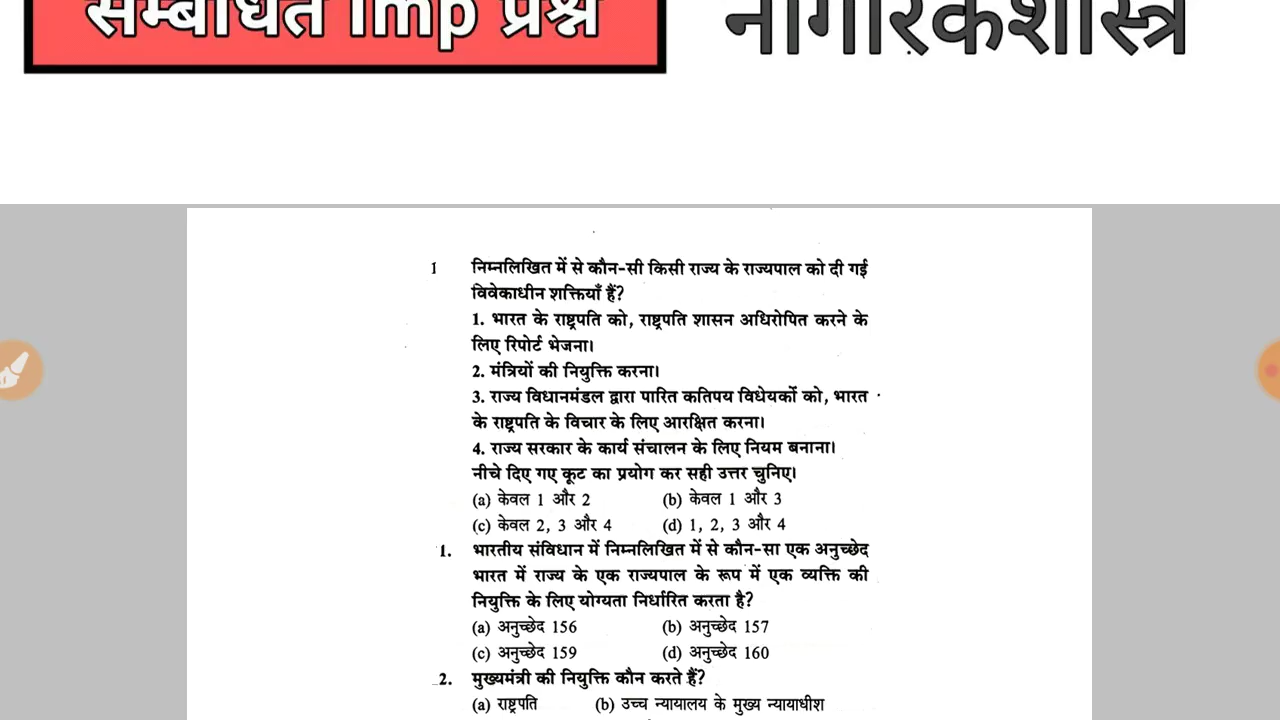 सम्बंधित Imp प्रश्न
नागरिकशास्त्र
1 निम्नलिखित में से कौन-सी किसी राज्य के राज्यपाल को दी गई
विवेकाधीन शक्तियाँ हैं?
1. भारत के राष्ट्रपति को, राष्ट्रपति शासन अधिरोपित करने के
लिए रिपोर्ट भेजना।
2. मंत्रियों की नियुक्ति करना।
3. राज्य विधानमंडल द्वारा पारित कतिपय विधेयकों को, भारत
के राष्ट्रपति के विचार के लिए आरक्षित करना।
4. राज्य सरकार के कार्य संचालन के लिए नियम बनाना।
नीचे दिए गए कूट का प्रयोग कर सही उत्तर चुनिए।
(a) केवल 1 और 2 (b) केवल 1 और 3
(c) केवल 2, 3 और 4 (d) 1, 2, 3 और 4
1. भारतीय संविधान में निम्नलिखित में से कौन-सा एक अनुच्छेद
भारत में राज्य के एक राज्यपाल के रूप में एक व्यक्ति की
नियुक्ति के लिए योग्यता निर्धारित करता है?
(a) अनुच्छेद 156 (b) अनुच्छेद 157
(c) अनुच्छेद 159 (d) अनुच्छेद 160
2. मुख्यमंत्री की नियुक्ति कौन करते हैं?
(a) राष्ट्रपति (b) उच्च न्यायालय के मुख्य न्यायाधीश